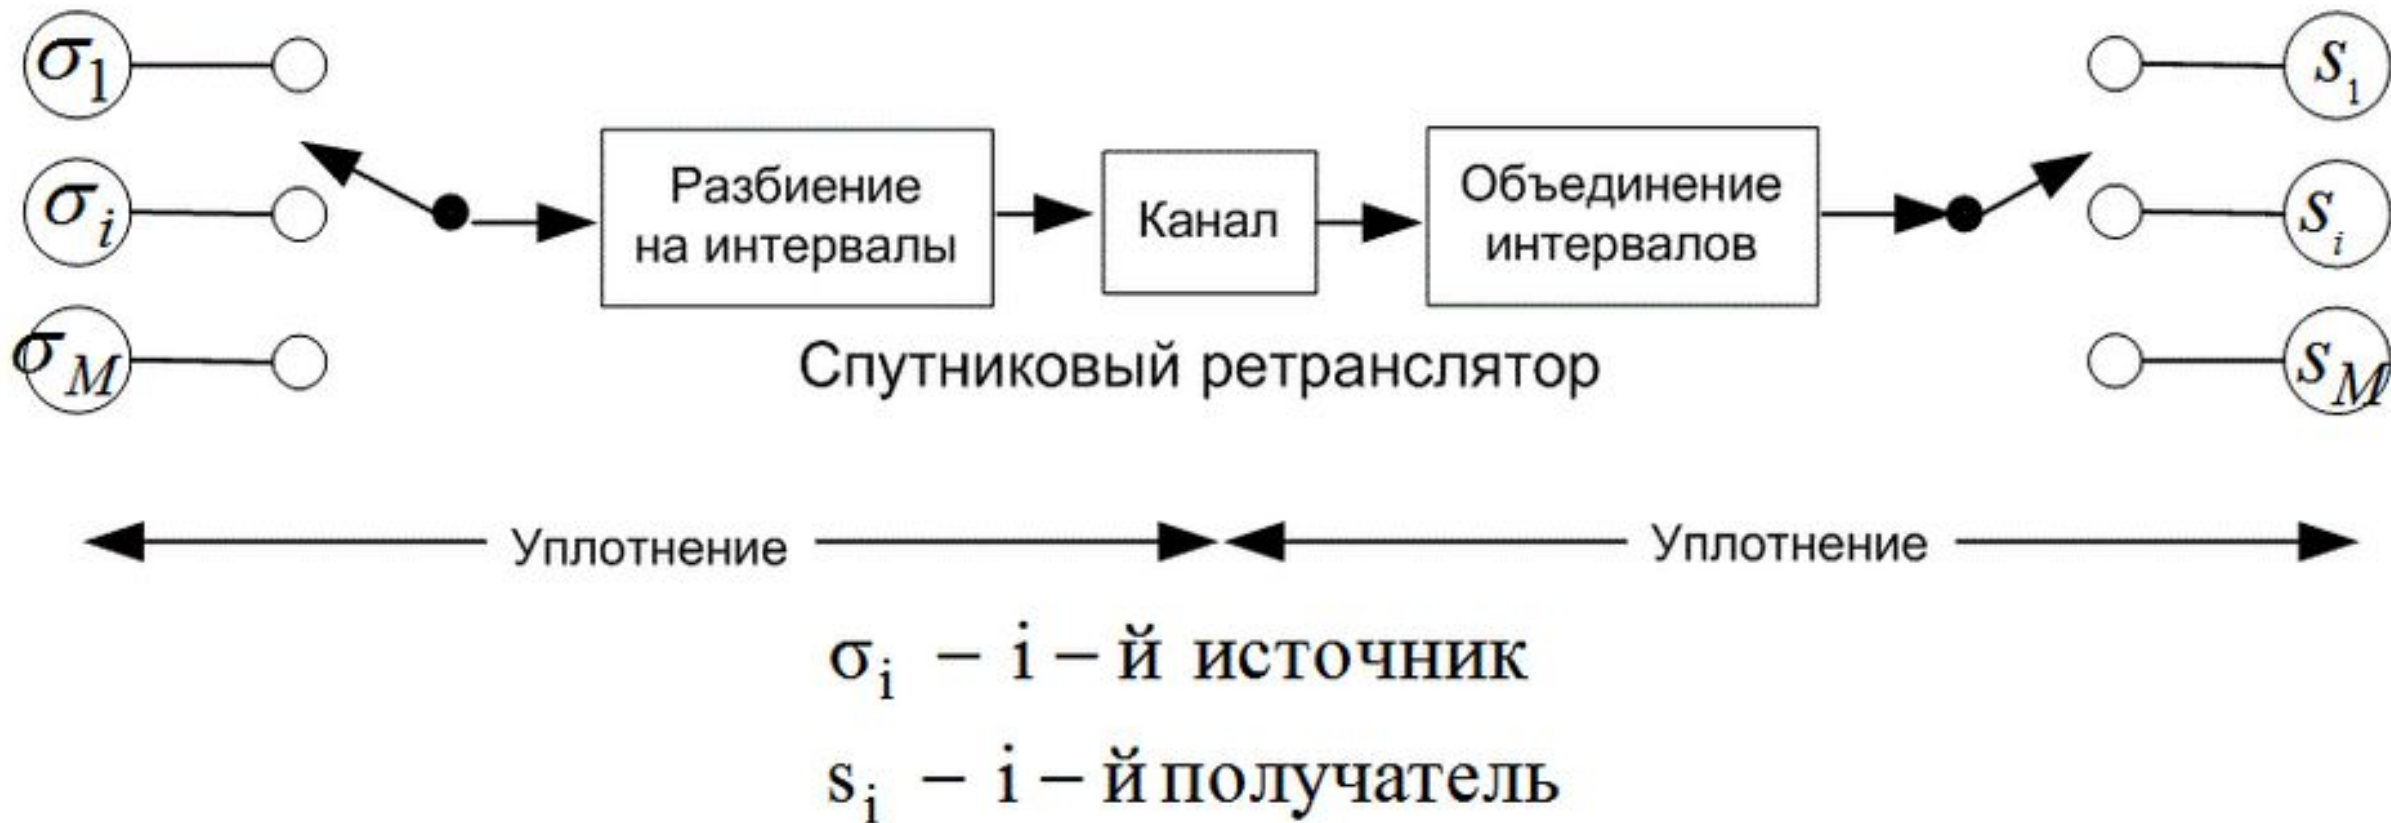 σ1
σi
σM
Разбиение
на интервалы
Канал
Объединение
интервалов
s1
si
sM
Спутниковый ретранслятор
Уплотнение
Уплотнение
σi – i – й источник
si – i – й получатель